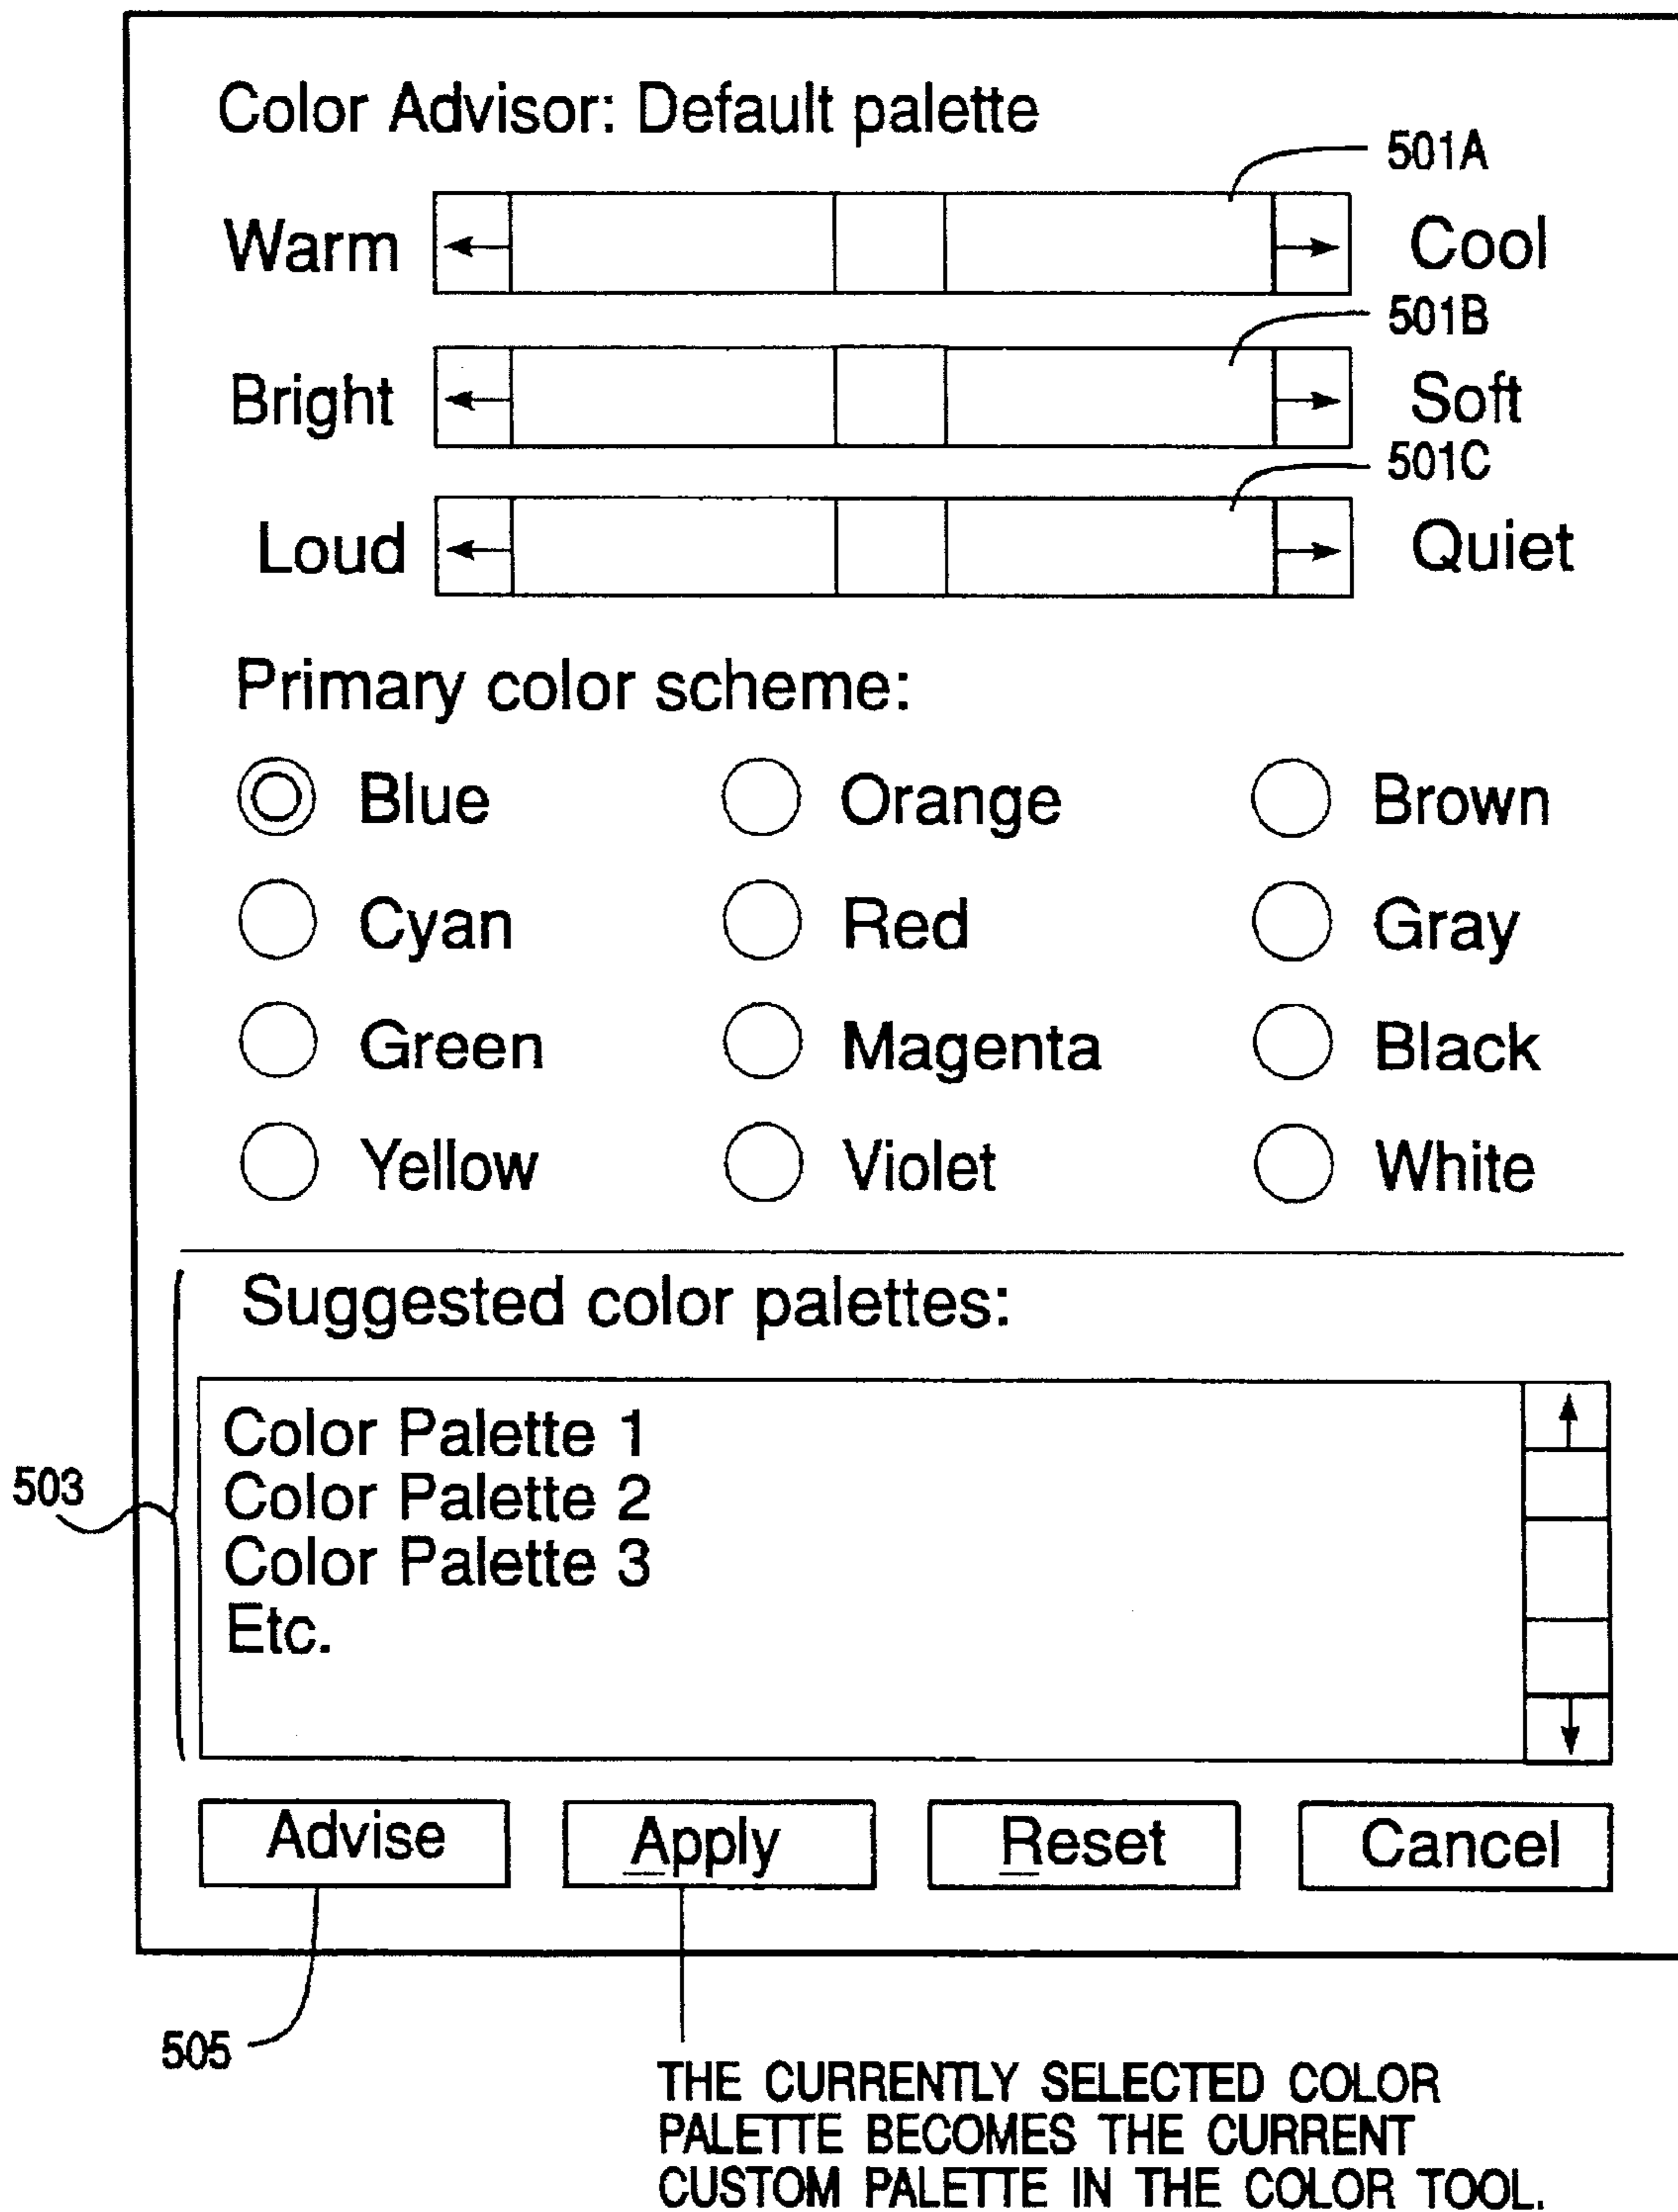 Color Advisor: Default palette
501A
Warm Cool
501B
Bright Soft
501C
Loud Quiet
Primary color scheme:
Blue Orange Brown
Cyan Red Gray
Green Magenta Black
Yellow Violet White
Suggested color palettes:
Color Palette 1
503
Color Palette 2
Color Palette 3
Etc.
Advise Apply Reset Cancel
505
THE CURRENTLY SELECTED COLOR
PALETTE BECOMES THE CURRENT
CUSTOM PALETTE IN THE COLOR TOOL.